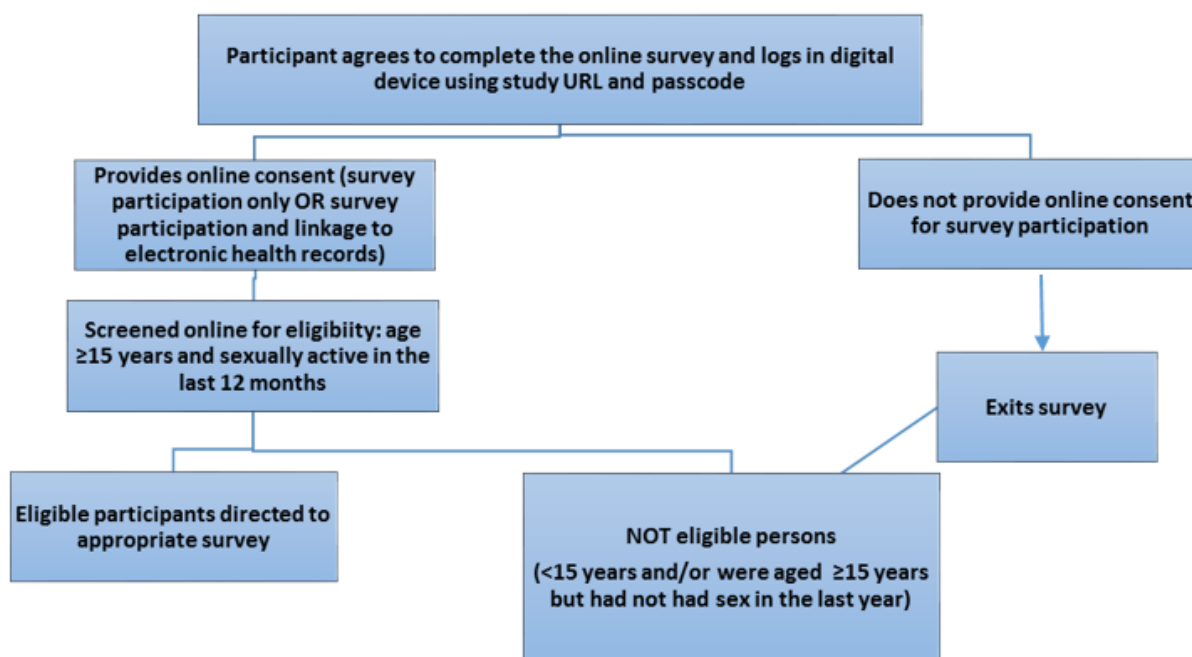 Participant agrees to complete the online survey and logs in digital
device using study URL and passcode
Provides online consent (survey
participation only OR survey
participation and linkage to
electronic health records)
Does not provide online consent
for survey participation
Screened online for eligibiity: age
≥15 years and sexually active in the
last 12 months
Exits survey
Eligible participants directed to
appropriate survey
NOT eligible persons
(<15 years and/or were aged ≥15 years
but had not had sex in the last year)